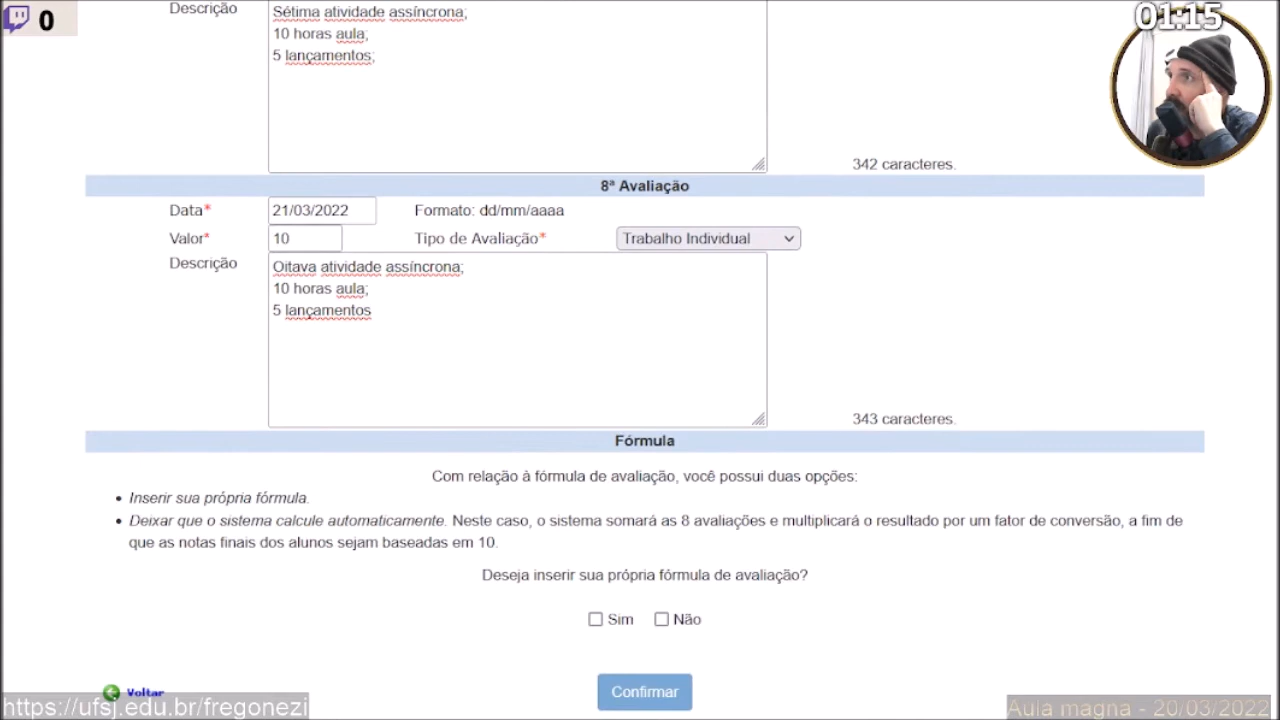 0
01:15
Descrição
Sétima atividade assíncrona;
10 horas aula;
5 lançamentos;
342 caracteres.
8ª Avaliação
Data* 21/03/2022 Formato: dd/mm/aaaa
Valor* 10 Tipo de Avaliação* Trabalho Individual
Descrição
Oitava atividade assíncrona;
10 horas aula;
5 lançamentos
343 caracteres.
Fórmula
Com relação à fórmula de avaliação, você possui duas opções:
Inserir sua própria fórmula.
Deixar que o sistema calcule automaticamente. Neste caso, o sistema somará as 8 avaliações e multiplicará o resultado por um fator de conversão, a fim de
que as notas finais dos alunos sejam baseadas em 10.
Deseja inserir sua própria fórmula de avaliação?
Sim Não
Voltar
Confirmar
https://ufsj.edu.br/fregonezi
Aula magna - 20/03/2022